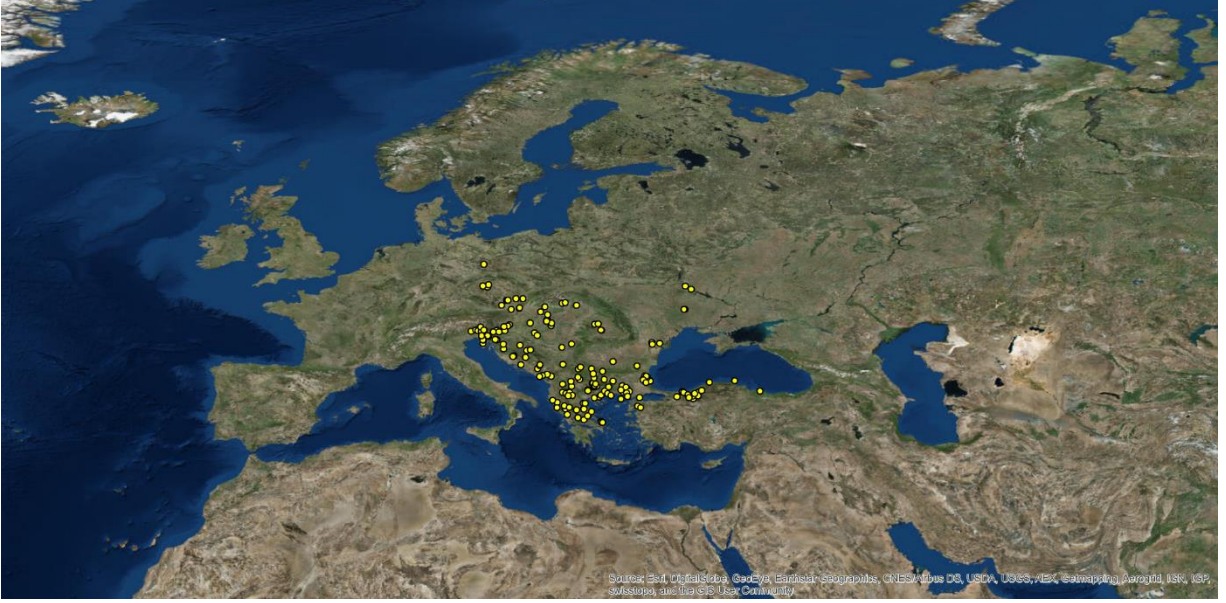 Source: Esri, DigitalGlobe, GeoEye, Earthstar Geographics, CNES/Airbus DS, USDA, USGS, AEX, Getmapping, Aerogrid, IGN, IGP,
swisstopo, and the GIS User Community